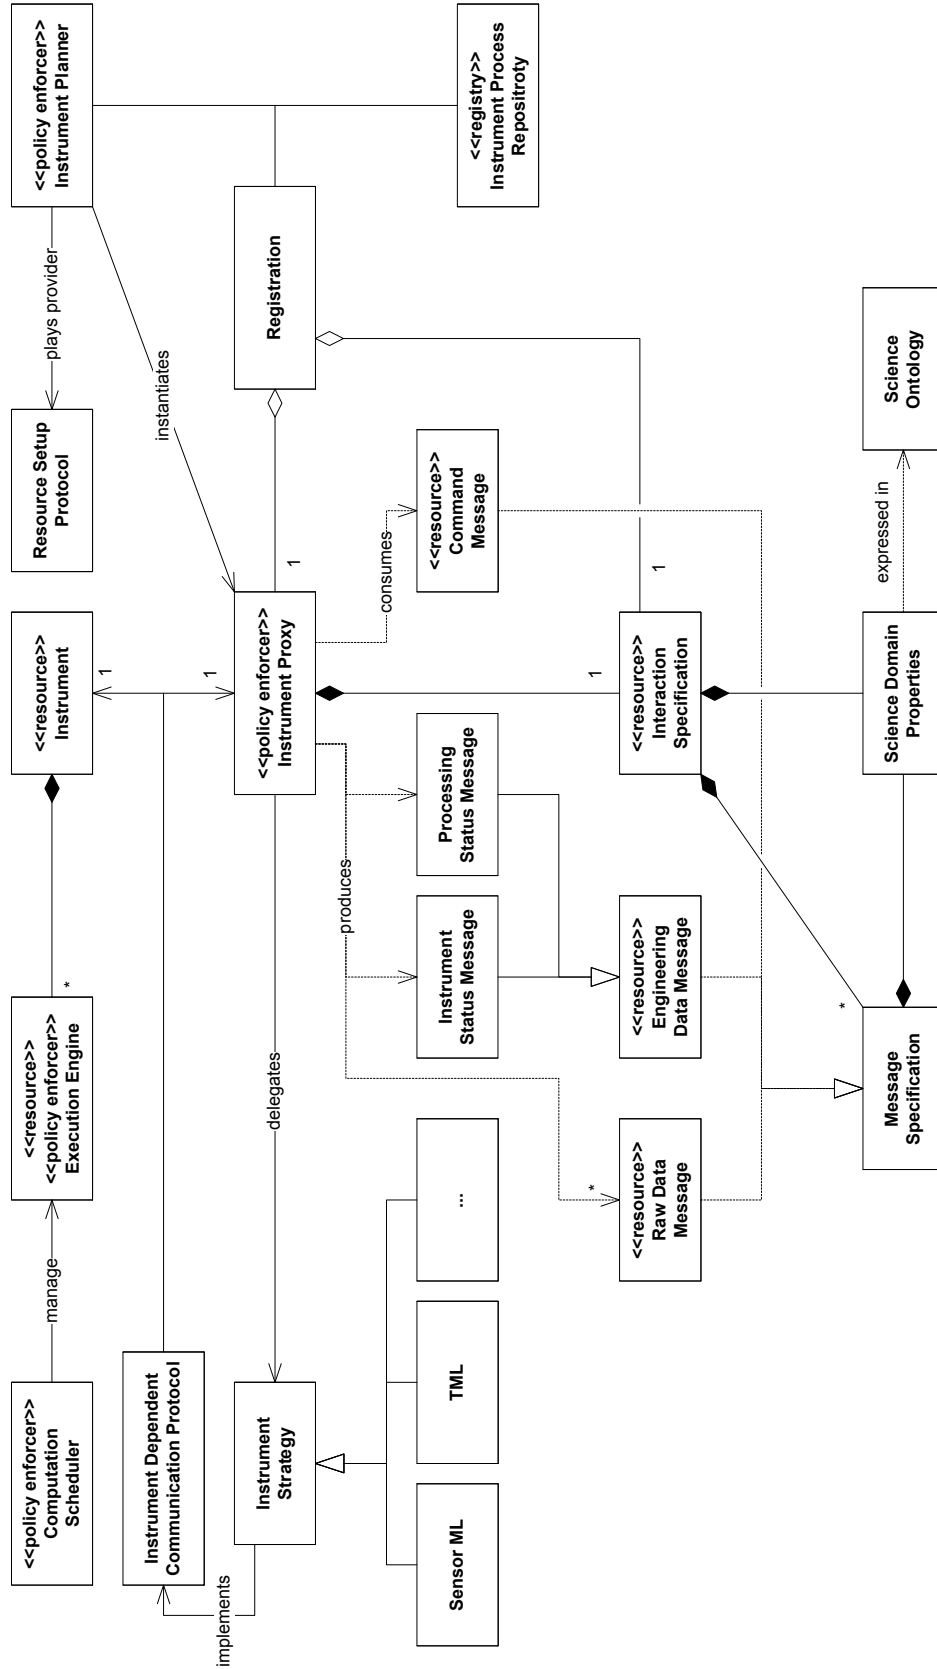 <<policy enforcer>>
Computation
Scheduler
manage
<<resource>>
<<policy enforcer>>
Execution Engine
*
<<resource>>
Instrument
1
Resource Setup
Protocol
plays provider
<<policy enforcer>>
Instrument Planner
Instrument Dependent
Communication Protocol
instantiates
implements
1
Instrument
Strategy
delegates
<<policy enforcer>>
Instrument Proxy
1
Registration
produces
consumes
Sensor ML
TML
...
Instrument
Status Message
Processing
Status Message
<<resource>>
Command
Message
<<registry>>
Instrument Process
Repositroty
*
1
1
<<resource>>
Raw Data
Message
<<resource>>
Engineering
Data Message
<<resource>>
Interaction
Specification
*
Message
Specification
Science Domain
Properties
expressed in
Science
Ontology